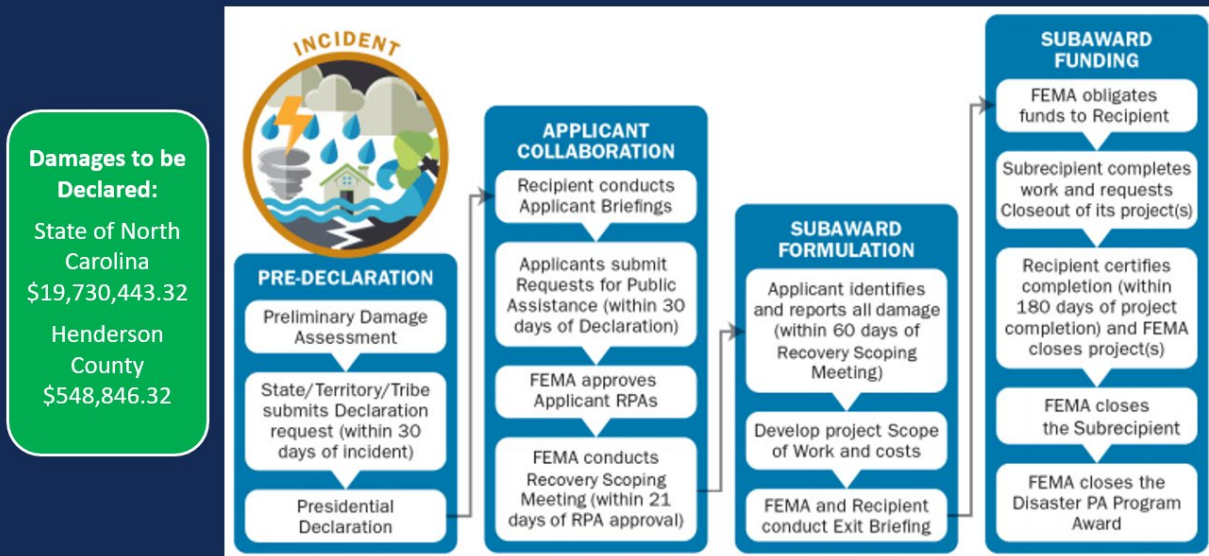 Damages to be
Declared:
State of North
Carolina
$19,730,443.32
Henderson
County
$548,846.32
INCIDENT
PRE-DECLARATION
Preliminary Damage
Assessment
State/Territory/Tribe
submits Declaration
request (within 30
days of incident)
Presidential
Declaration
APPLICANT
COLLABORATION
Recipient conducts
Applicant Briefings
Applicants submit
Requests for Public
Assistance (within 30
days of Declaration)
FEMA approves
Applicant RPAs
FEMA conducts
Recovery Scoping
Meeting (within 21
days of RPA approval)
SUBAWARD
FORMULATION
Applicant identifies
and reports all damage
(within 60 days of
Recovery Scoping
Meeting)
Develop project Scope
of Work and costs
FEMA and Recipient
conduct Exit Briefing
SUBAWARD
FUNDING
FEMA obligates
funds to Recipient
Subrecipient completes
work and requests
Closeout of its project(s)
Recipient certifies
completion (within
180 days of project
completion) and FEMA
closes project(s)
FEMA closes
the Subrecipient
FEMA closes the
Disaster PA Program
Award